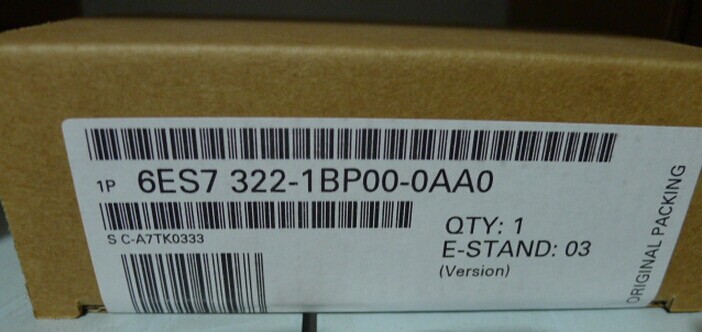 1P 6ES7 322-1BP00-0AA0
S C-A7TK0333
QTY: 1
E-STAND: 03
(Version)
ORIGINAL PACKING